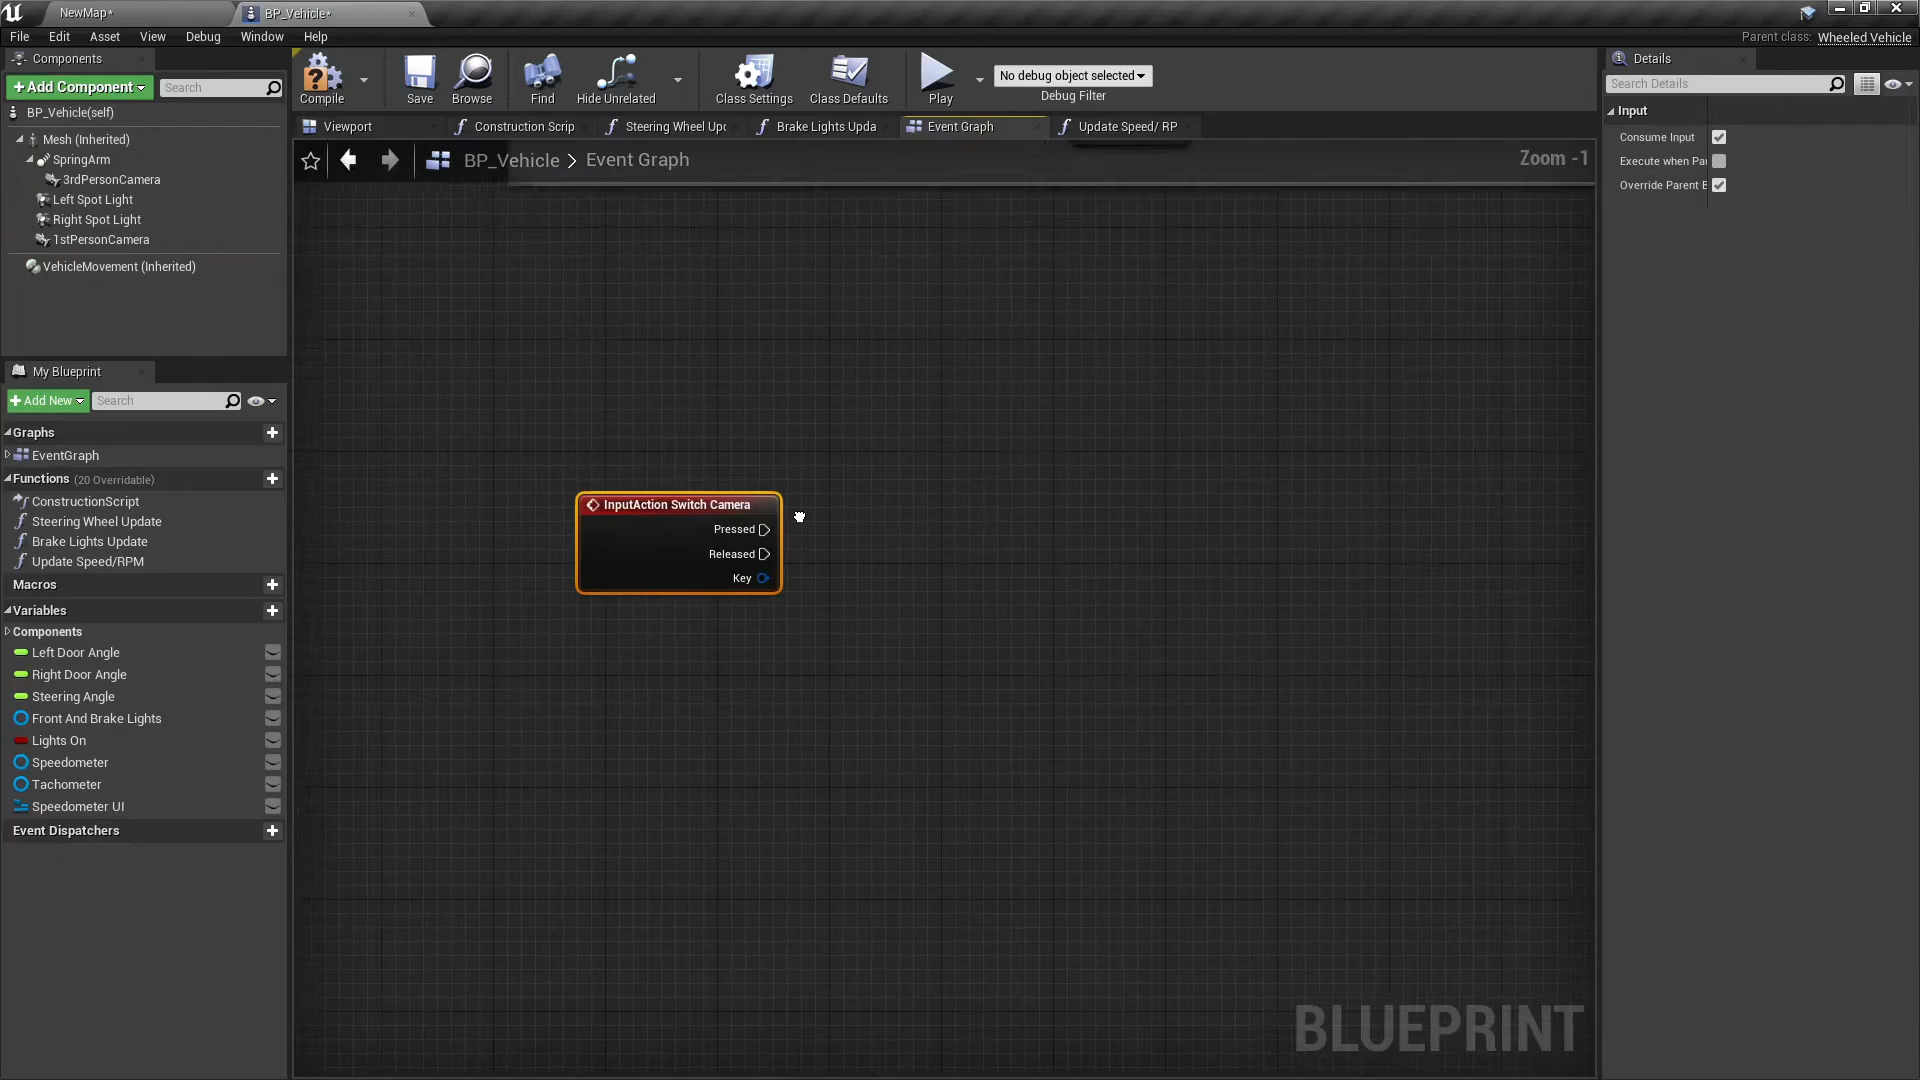 NewMap*
BP_Vehicle*
File Edit Asset View Debug Window Help
Parent class: Wheeled Vehicle
Components
+Add Component
Search
BP_Vehicle(self)
Mesh (Inherited)
SpringArm
3rdPersonCamera
Left Spot Light
Right Spot Light
1stPersonCamera
VehicleMovement (Inherited)
My Blueprint
+Add New
Search
Graphs
EventGraph
Functions (20 Overridable)
ConstructionScript
Steering Wheel Update
Brake Lights Update
Update Speed/RPM
Macros
Variables
Components
Left Door Angle
Right Door Angle
Steering Angle
Front And Brake Lights
Lights On
Speedometer
Tachometer
Speedometer UI
Event Dispatchers
Compile
Save
Browse
Find
Hide Unrelated
Class Settings
Class Defaults
Play
No debug object selected
Debug Filter
Viewport
Construction Scrip
Steering Wheel Upd
Brake Lights Upda
Event Graph
Update Speed/ RP
BP_Vehicle > Event Graph
Zoom -1
InputAction Switch Camera
Pressed
Released
Key
BLUEPRINT
Details
Search Details
Input
Consume Input
Execute when Pau
Override Parent B